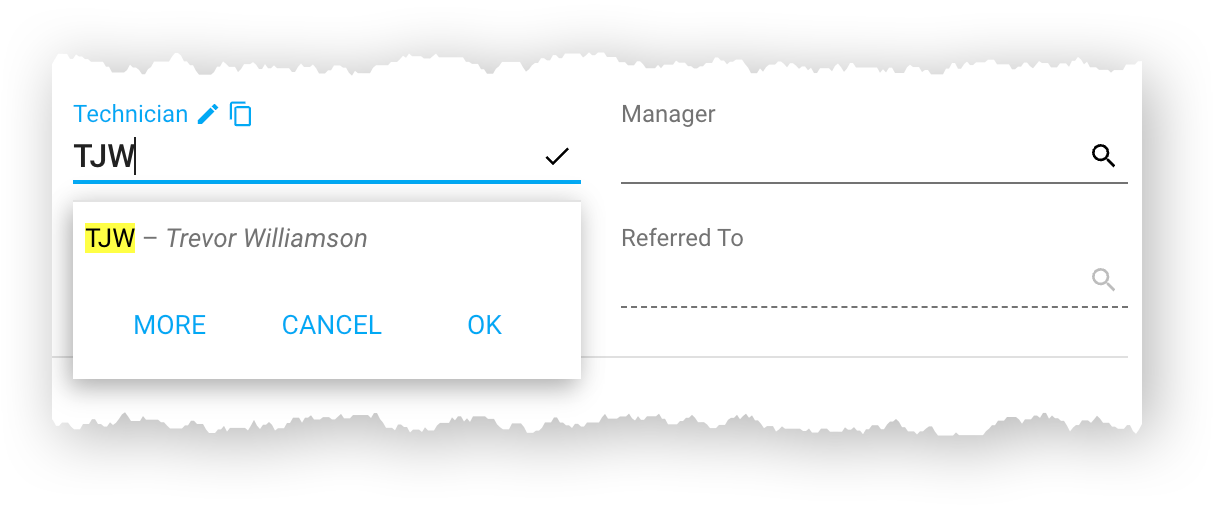 Technician
TJW
TJW – Trevor Williamson
MORE CANCEL OK
Manager
Referred To